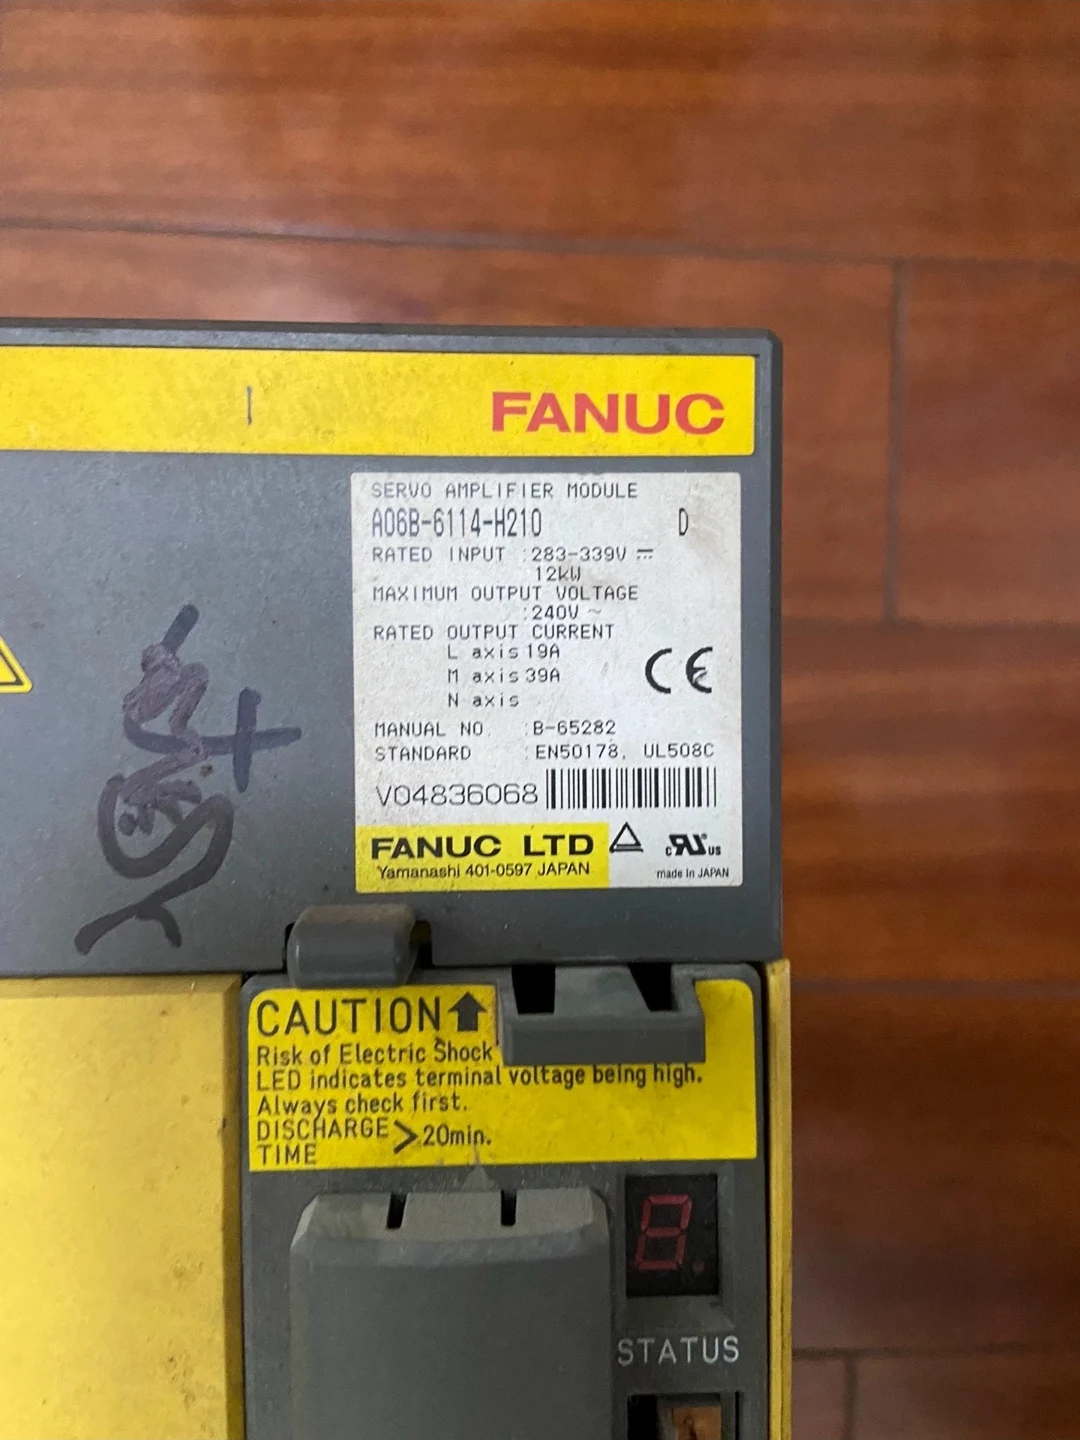 FANUC
SERVO AMPLIFIER MODULE
A06B-6114-H210 D
RATED INPUT :283-339V ⎓
12kW
MAXIMUM OUTPUT VOLTAGE
:240V ~
RATED OUTPUT CURRENT
L axis 19A
M axis 39A
N axis
CE
MANUAL NO. :B-65282
STANDARD :EN50178, UL508C
V04836068
FANUC LTD
Yamanashi 401-0597 JAPAN
c US
made in JAPAN
CAUTION
Risk of Electric Shock
LED indicates terminal voltage being high.
Always check first.
DISCHARGE TIME > 20min.
8.
STATUS